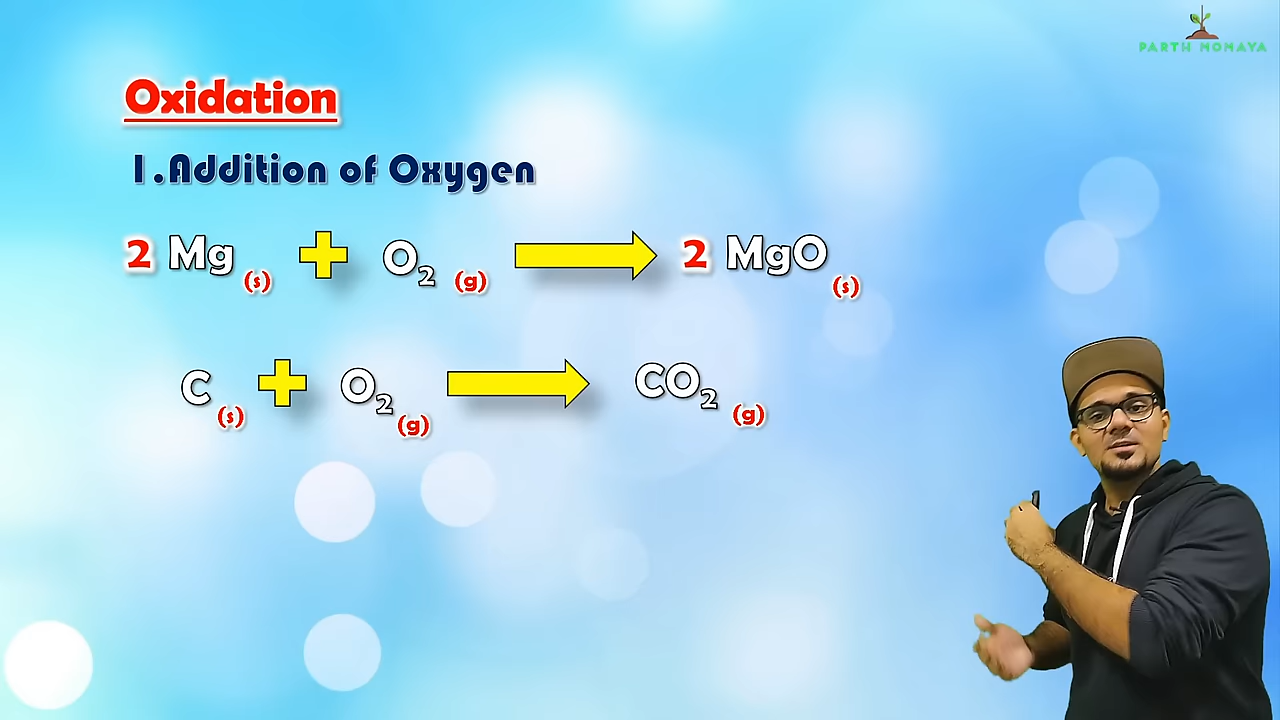 PARTH MOMAYA
Oxidation
1.Addition of Oxygen
2 Mg (s) + O2 (g) → 2 MgO (s)
C (s) + O2 (g) → CO2 (g)